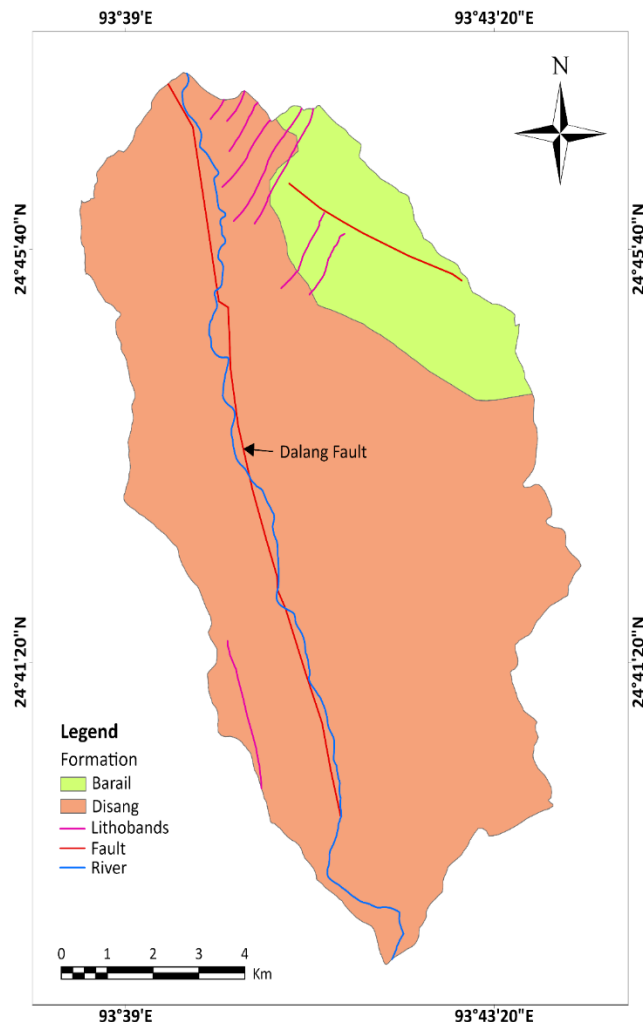 93°39'E 93°43'20"E
N
24°45'40"N 24°45'40"N
Dalang Fault
24°41'20"N 24°41'20"N
Legend
Formation
Barail
Disang
Lithobands
Fault
River
0 1 2 3 4
Km
93°39'E 93°43'20"E